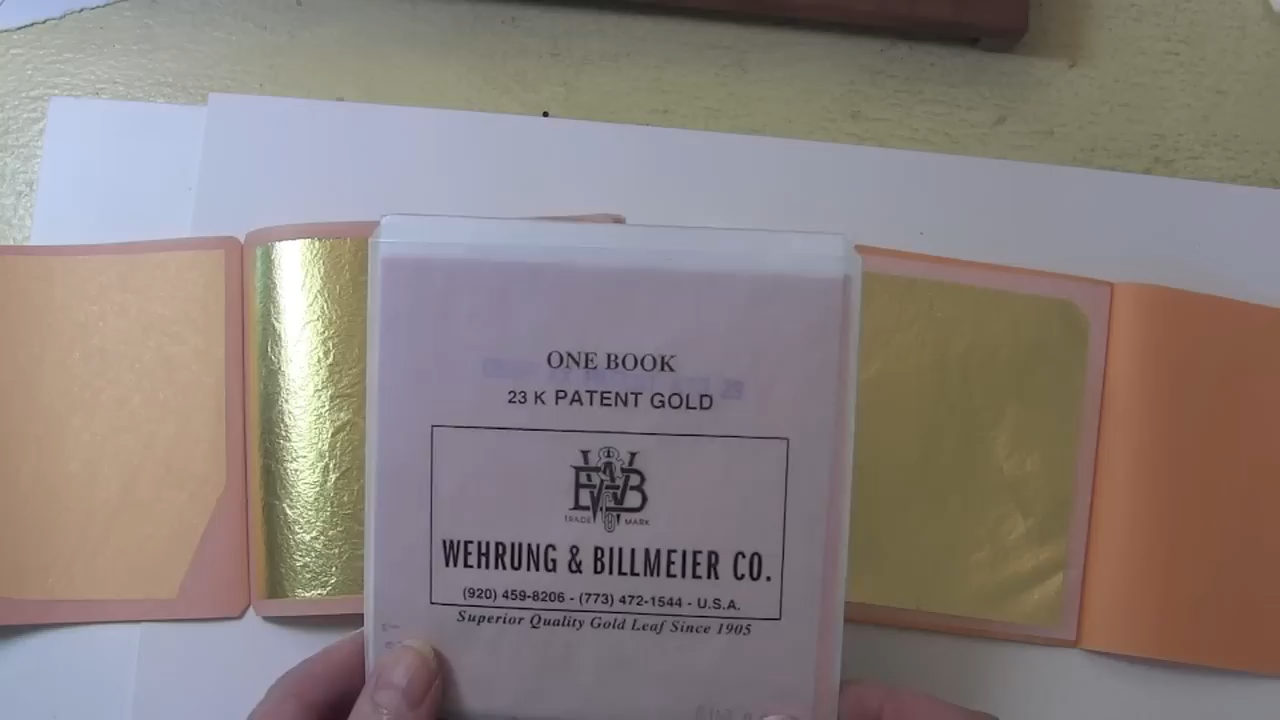 ONE BOOK
23 K PATENT GOLD
TRADE MARK
WEHRUNG & BILLMEIER CO.
(920) 459-8206 - (773) 472-1544 - U.S.A.
Superior Quality Gold Leaf Since 1905